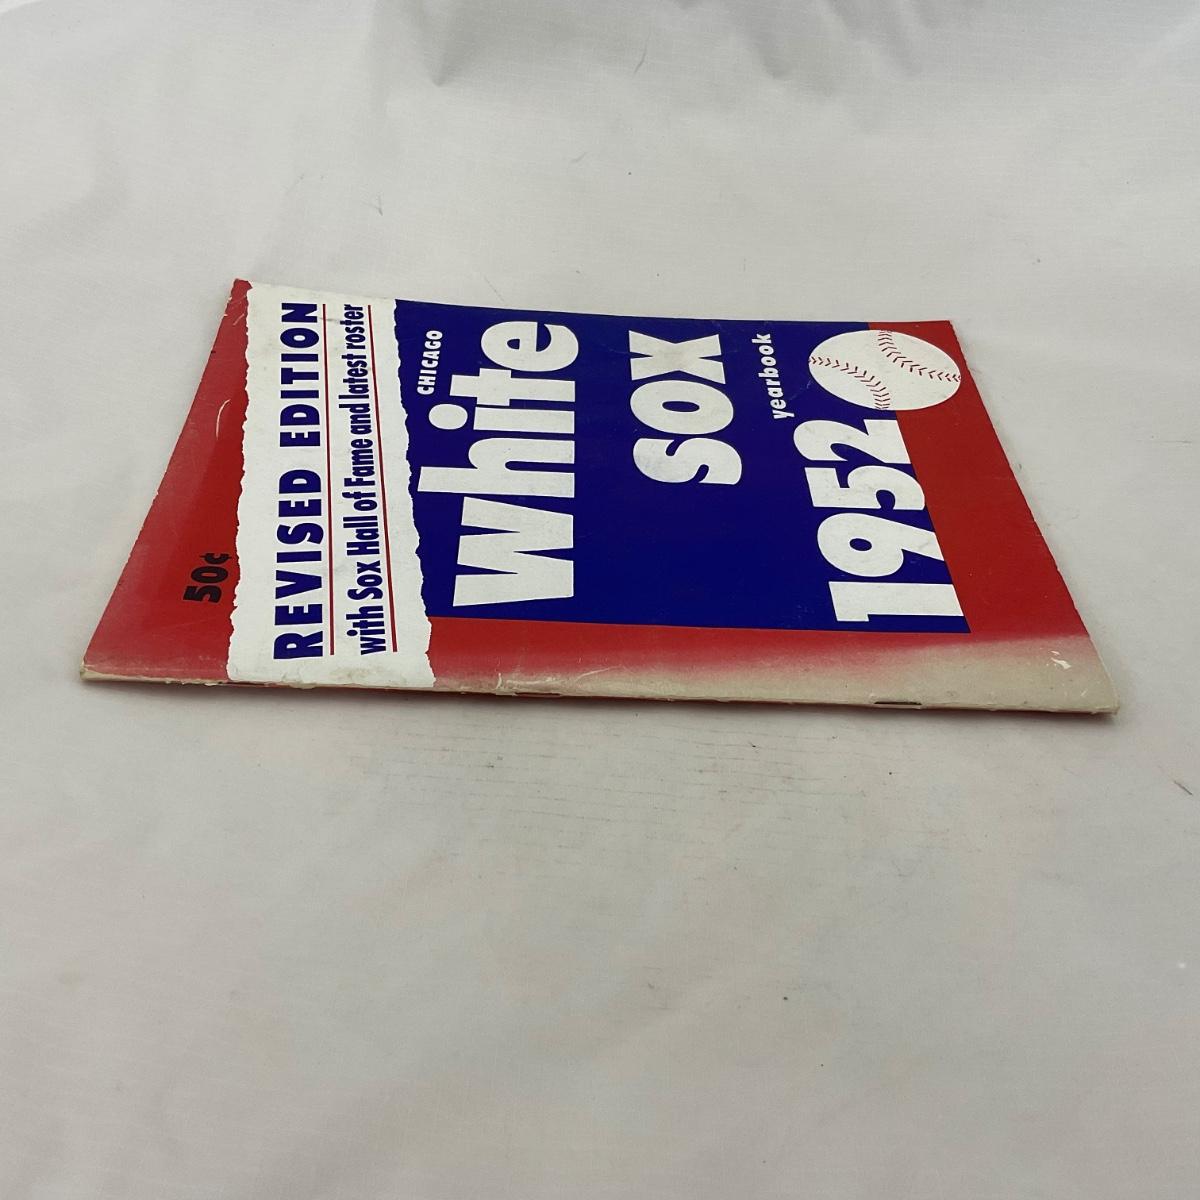 50¢
REVISED EDITION
with Sox Hall of Fame and latest roster
CHICAGO
white
sox
yearbook
1952